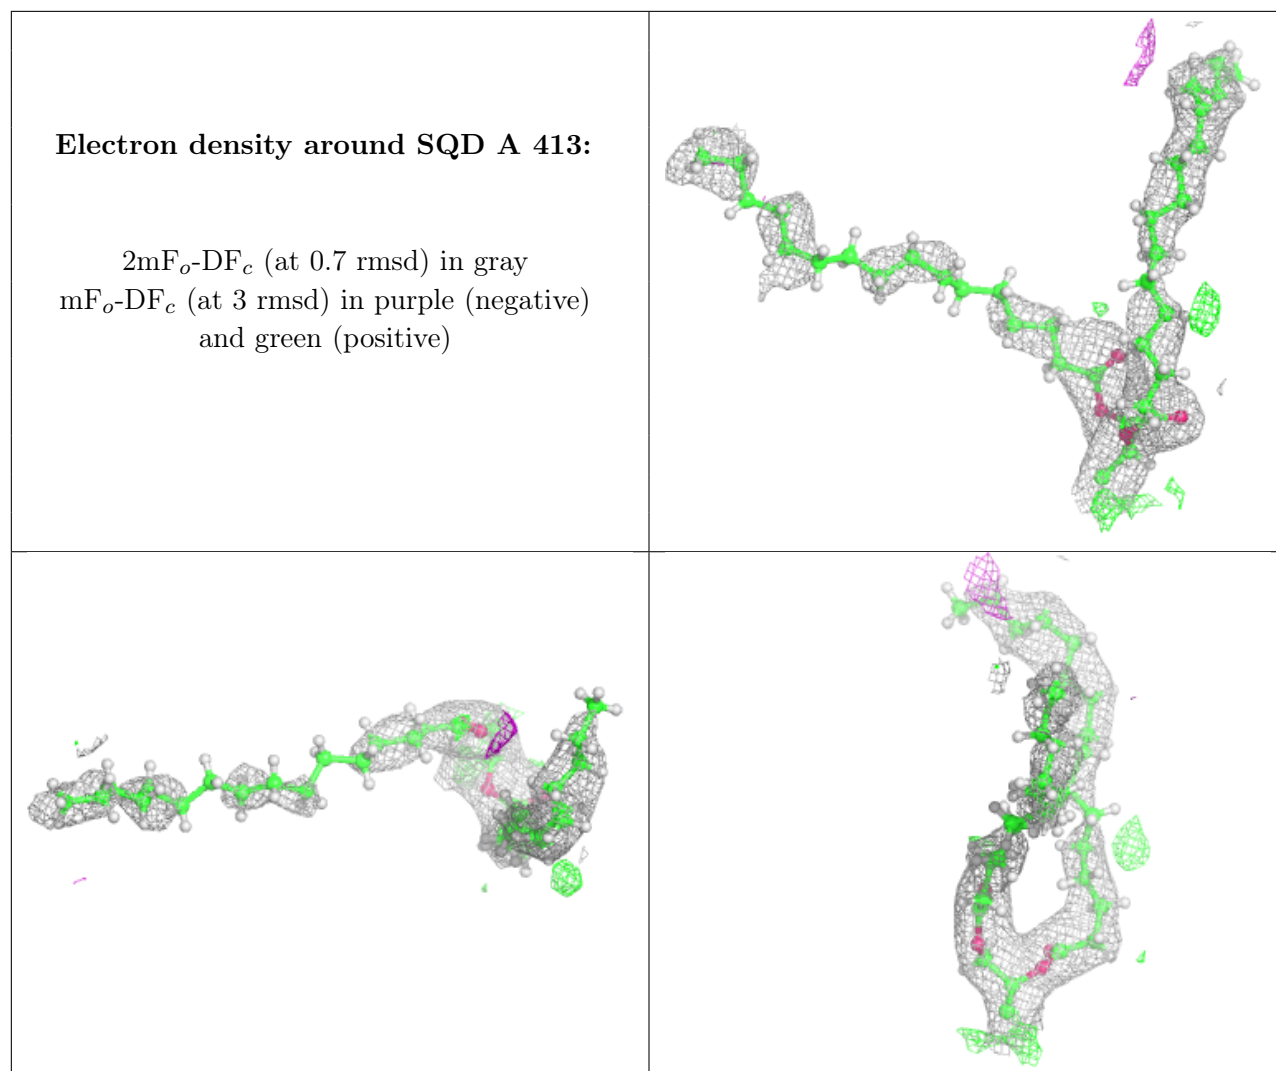 Electron density around SQD A 413:
2mFo-DFc (at 0.7 rmsd) in gray
mFo-DFc (at 3 rmsd) in purple (negative)
and green (positive)